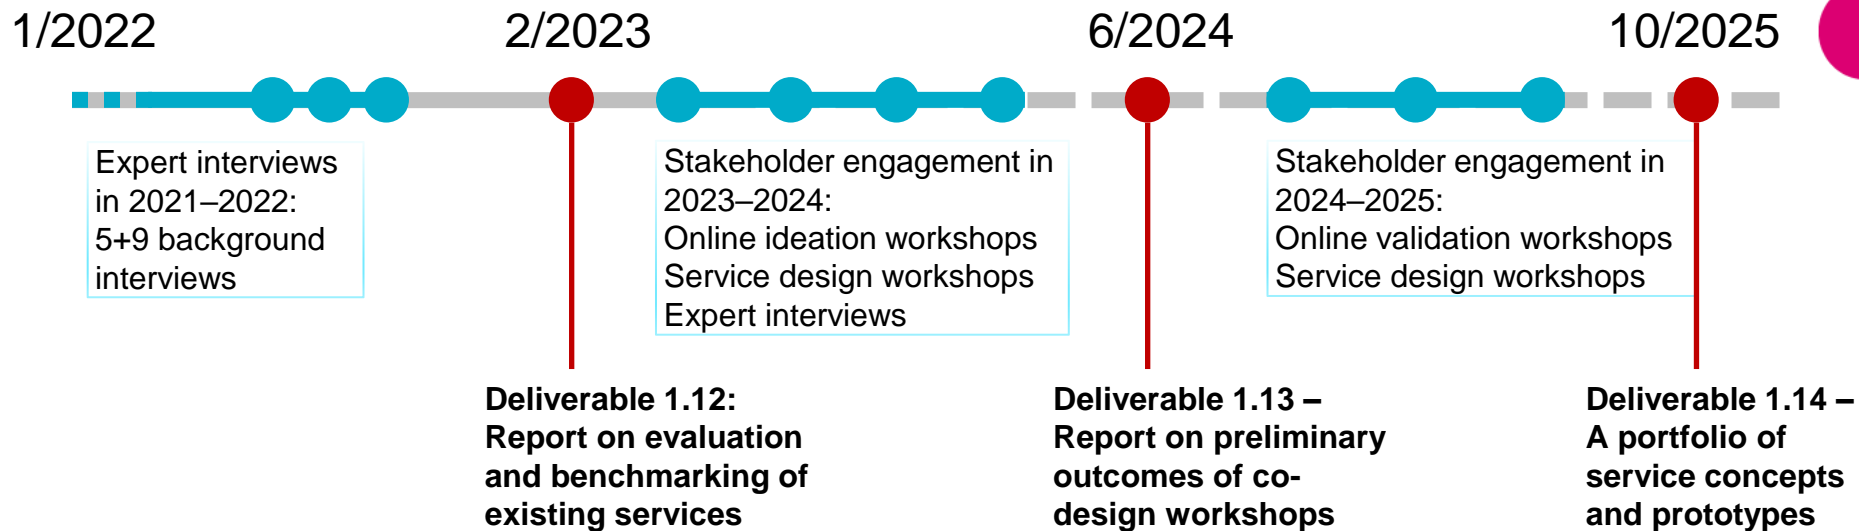 1/2022
2/2023
6/2024
10/2025
Expert interviews
in 2021–2022:
5+9 background
interviews
Stakeholder engagement in
2023–2024:
Online ideation workshops
Service design workshops
Expert interviews
Stakeholder engagement in
2024–2025:
Online validation workshops
Service design workshops
Deliverable 1.12:
Report on evaluation
and benchmarking of
existing services
Deliverable 1.13 –
Report on preliminary
outcomes of co-
design workshops
Deliverable 1.14 –
A portfolio of
service concepts
and prototypes